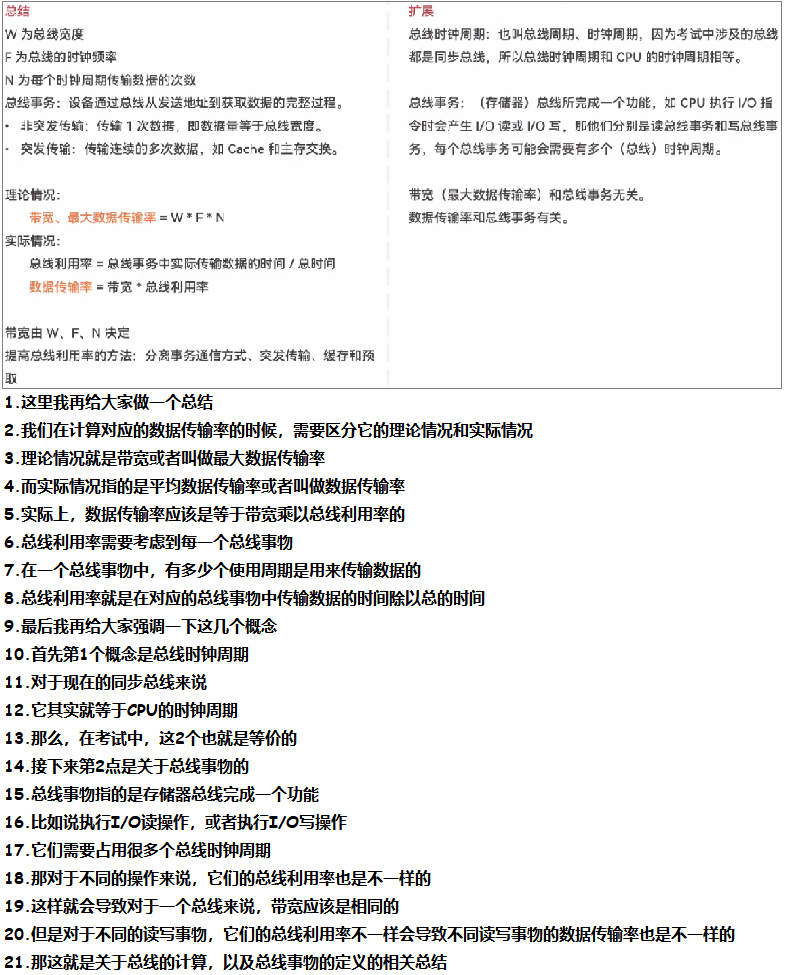 总结
W 为总线宽度
F 为总线的时钟频率
N 为每个时钟周期传输数据的次数
总线事务：设备通过总线从发送地址到获取数据的完整过程。
• 非突发传输：传输 1 次数据，即数据量等于总线宽度。
• 突发传输：传输连续的多次数据，如 Cache 和主存交换。
理论情况：
带宽、最大数据传输率 = W * F * N
实际情况：
总线利用率 = 总线事务中实际传输数据的时间 / 总时间
数据传输率 = 带宽 * 总线利用率
带宽由 W、F、N 决定
提高总线利用率的方法：分离事务通信方式、突发传输、缓存和预
取
扩展
总线时钟周期：也叫总线周期、时钟周期，因为考试中涉及的总线
都是同步总线，所以总线时钟周期和 CPU 的时钟周期相等。
总线事务：（存储器）总线所完成一个功能，如 CPU 执行 I/O 指
令时会产生 I/O 读或 I/O 写，那他们分别是读总线事务和写总线事
务，每个总线事务可能会需要有多个（总线）时钟周期。
带宽（最大数据传输率）和总线事务无关。
数据传输率和总线事务有关。
1.这里我再给大家做一个总结
2.我们在计算对应的数据传输率的时候，需要区分它的理论情况和实际情况
3.理论情况就是带宽或者叫做最大数据传输率
4.而实际情况指的是平均数据传输率或者叫做数据传输率
5.实际上，数据传输率应该是等于带宽乘以总线利用率的
6.总线利用率需要考虑到每一个总线事物
7.在一个总线事物中，有多少个使用周期是用来传输数据的
8.总线利用率就是在对应的总线事物中传输数据的时间除以总的时间
9.最后我再给大家强调一下这几个概念
10.首先第1个概念是总线时钟周期
11.对于现在的同步总线来说
12.它其实就等于CPU的时钟周期
13.那么，在考试中，这2个也就是等价的
14.接下来第2点是关于总线事物的
15.总线事物指的是存储器总线完成一个功能
16.比如说执行I/O读操作，或者执行I/O写操作
17.它们需要占用很多个总线时钟周期
18.那对于不同的操作来说，它们的总线利用率也是不一样的
19.这样就会导致对于一个总线来说，带宽应该是相同的
20.但是对于不同的读写事物，它们的总线利用率不一样会导致不同读写事物的数据传输率也是不一样的
21.那这就是关于总线的计算，以及总线事物的定义的相关总结